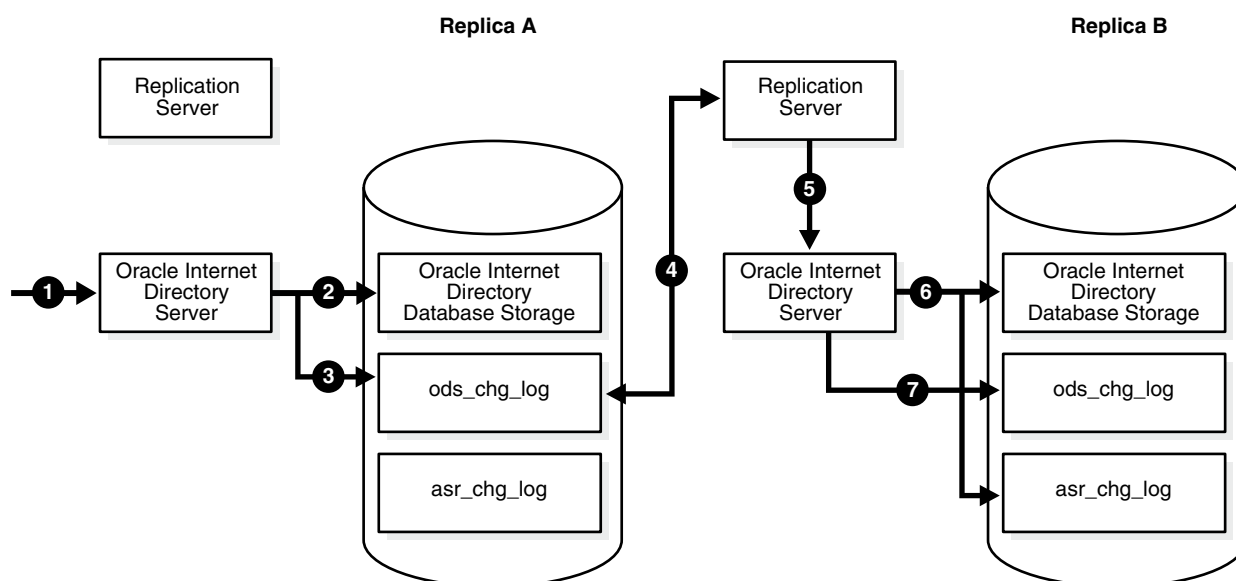 Replica A
Replica B
Replication
Server
Replication
Server
5
4
1
Oracle Internet
Directory
Server
2
Oracle Internet
Directory
Database Storage
Oracle Internet
Directory
Server
6
Oracle Internet
Directory
Database Storage
3
ods_chg_log
7
ods_chg_log
asr_chg_log
asr_chg_log